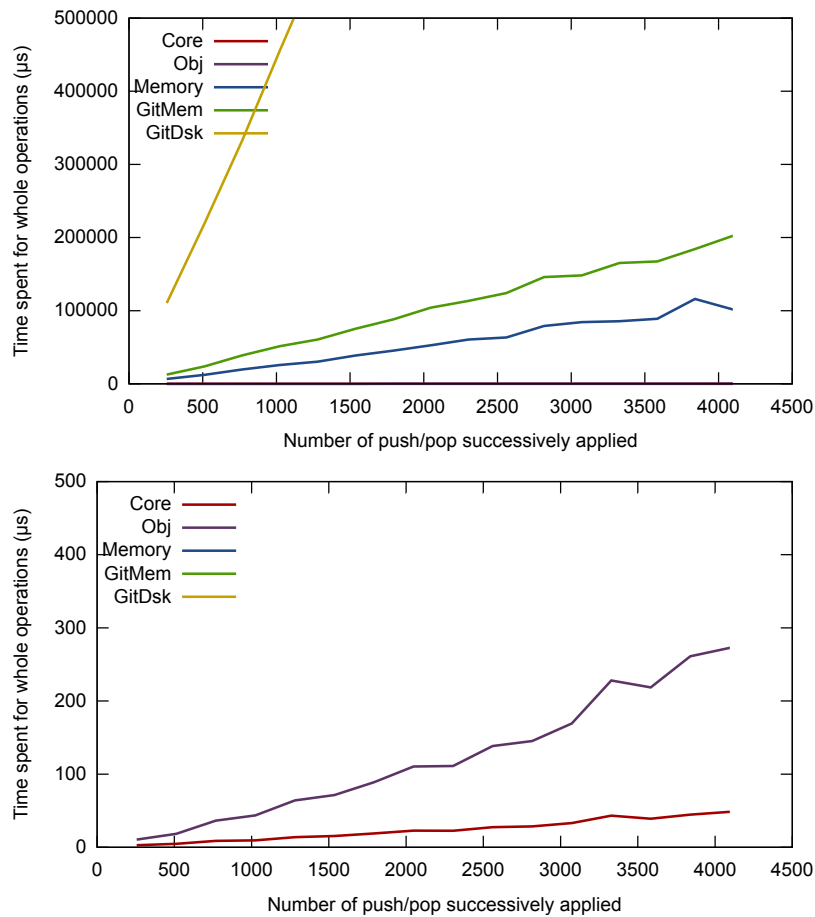 500000
400000
300000
200000
100000
0
Time spent for whole operations (µs)
Core
Obj
Memory
GitMem
GitDsk
0 500 1000 1500 2000 2500 3000 3500 4000 4500
Number of push/pop successively applied
500
400
300
200
100
0
Time spent for whole operations (µs)
Core
Obj
Memory
GitMem
GitDsk
0 500 1000 1500 2000 2500 3000 3500 4000 4500
Number of push/pop successively applied